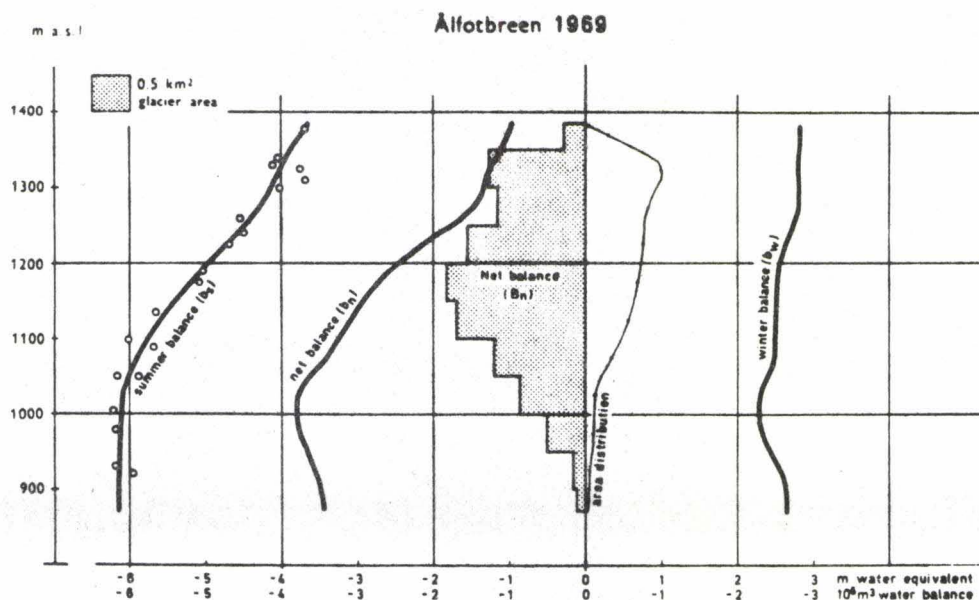 Ålfotbreen 1969
m a.s.l
0.5 km²
glacier area
1400
1300
1200
1100
1000
900
summer balance (bs)
net balance (bn)
Net balance
(Bn)
area distribution
winter balance (bw)
-6 -5 -4 -3 -2 -1 0 1 2 3 m water equivalent
-6 -5 -4 -3 -2 -1 0 -1 -2 -3 10⁶m³ water balance